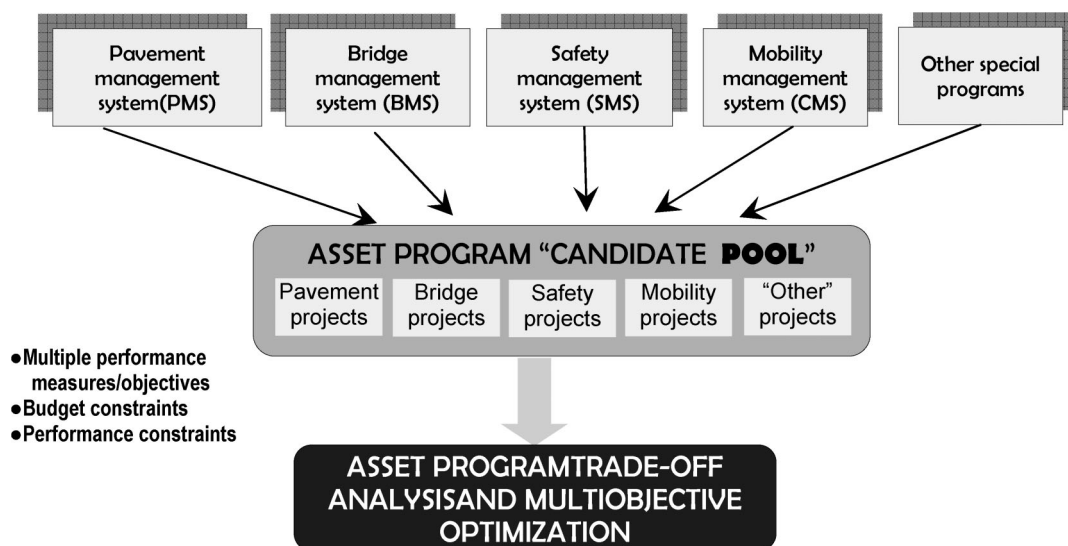 Pavement
management
system(PMS)
Bridge
management
system (BMS)
Safety
management
system (SMS)
Mobility
management
system (CMS)
Other special
programs
ASSET PROGRAM “CANDIDATE POOL”
Pavement
projects
Bridge
projects
Safety
projects
Mobility
projects
“Other”
projects
●Multiple performance
measures/objectives
●Budget constraints
●Performance constraints
ASSET PROGRAMTRADE-OFF
ANALYSISAND MULTIOBJECTIVE
OPTIMIZATION